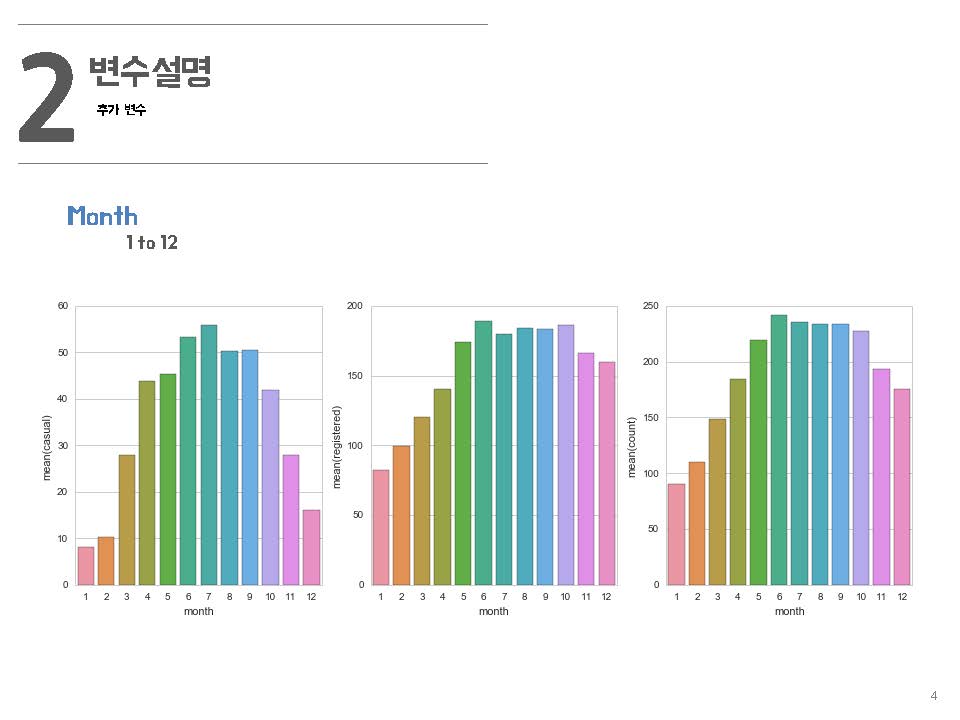 2
변수설명
추가 변수
Month
1 to 12
60
50
40
30
20
10
0
mean(casual)
1 2 3 4 5 6 7 8 9 10 11 12
month
200
150
100
50
0
mean(registered)
1 2 3 4 5 6 7 8 9 10 11 12
month
250
200
150
100
50
0
mean(count)
1 2 3 4 5 6 7 8 9 10 11 12
month
4